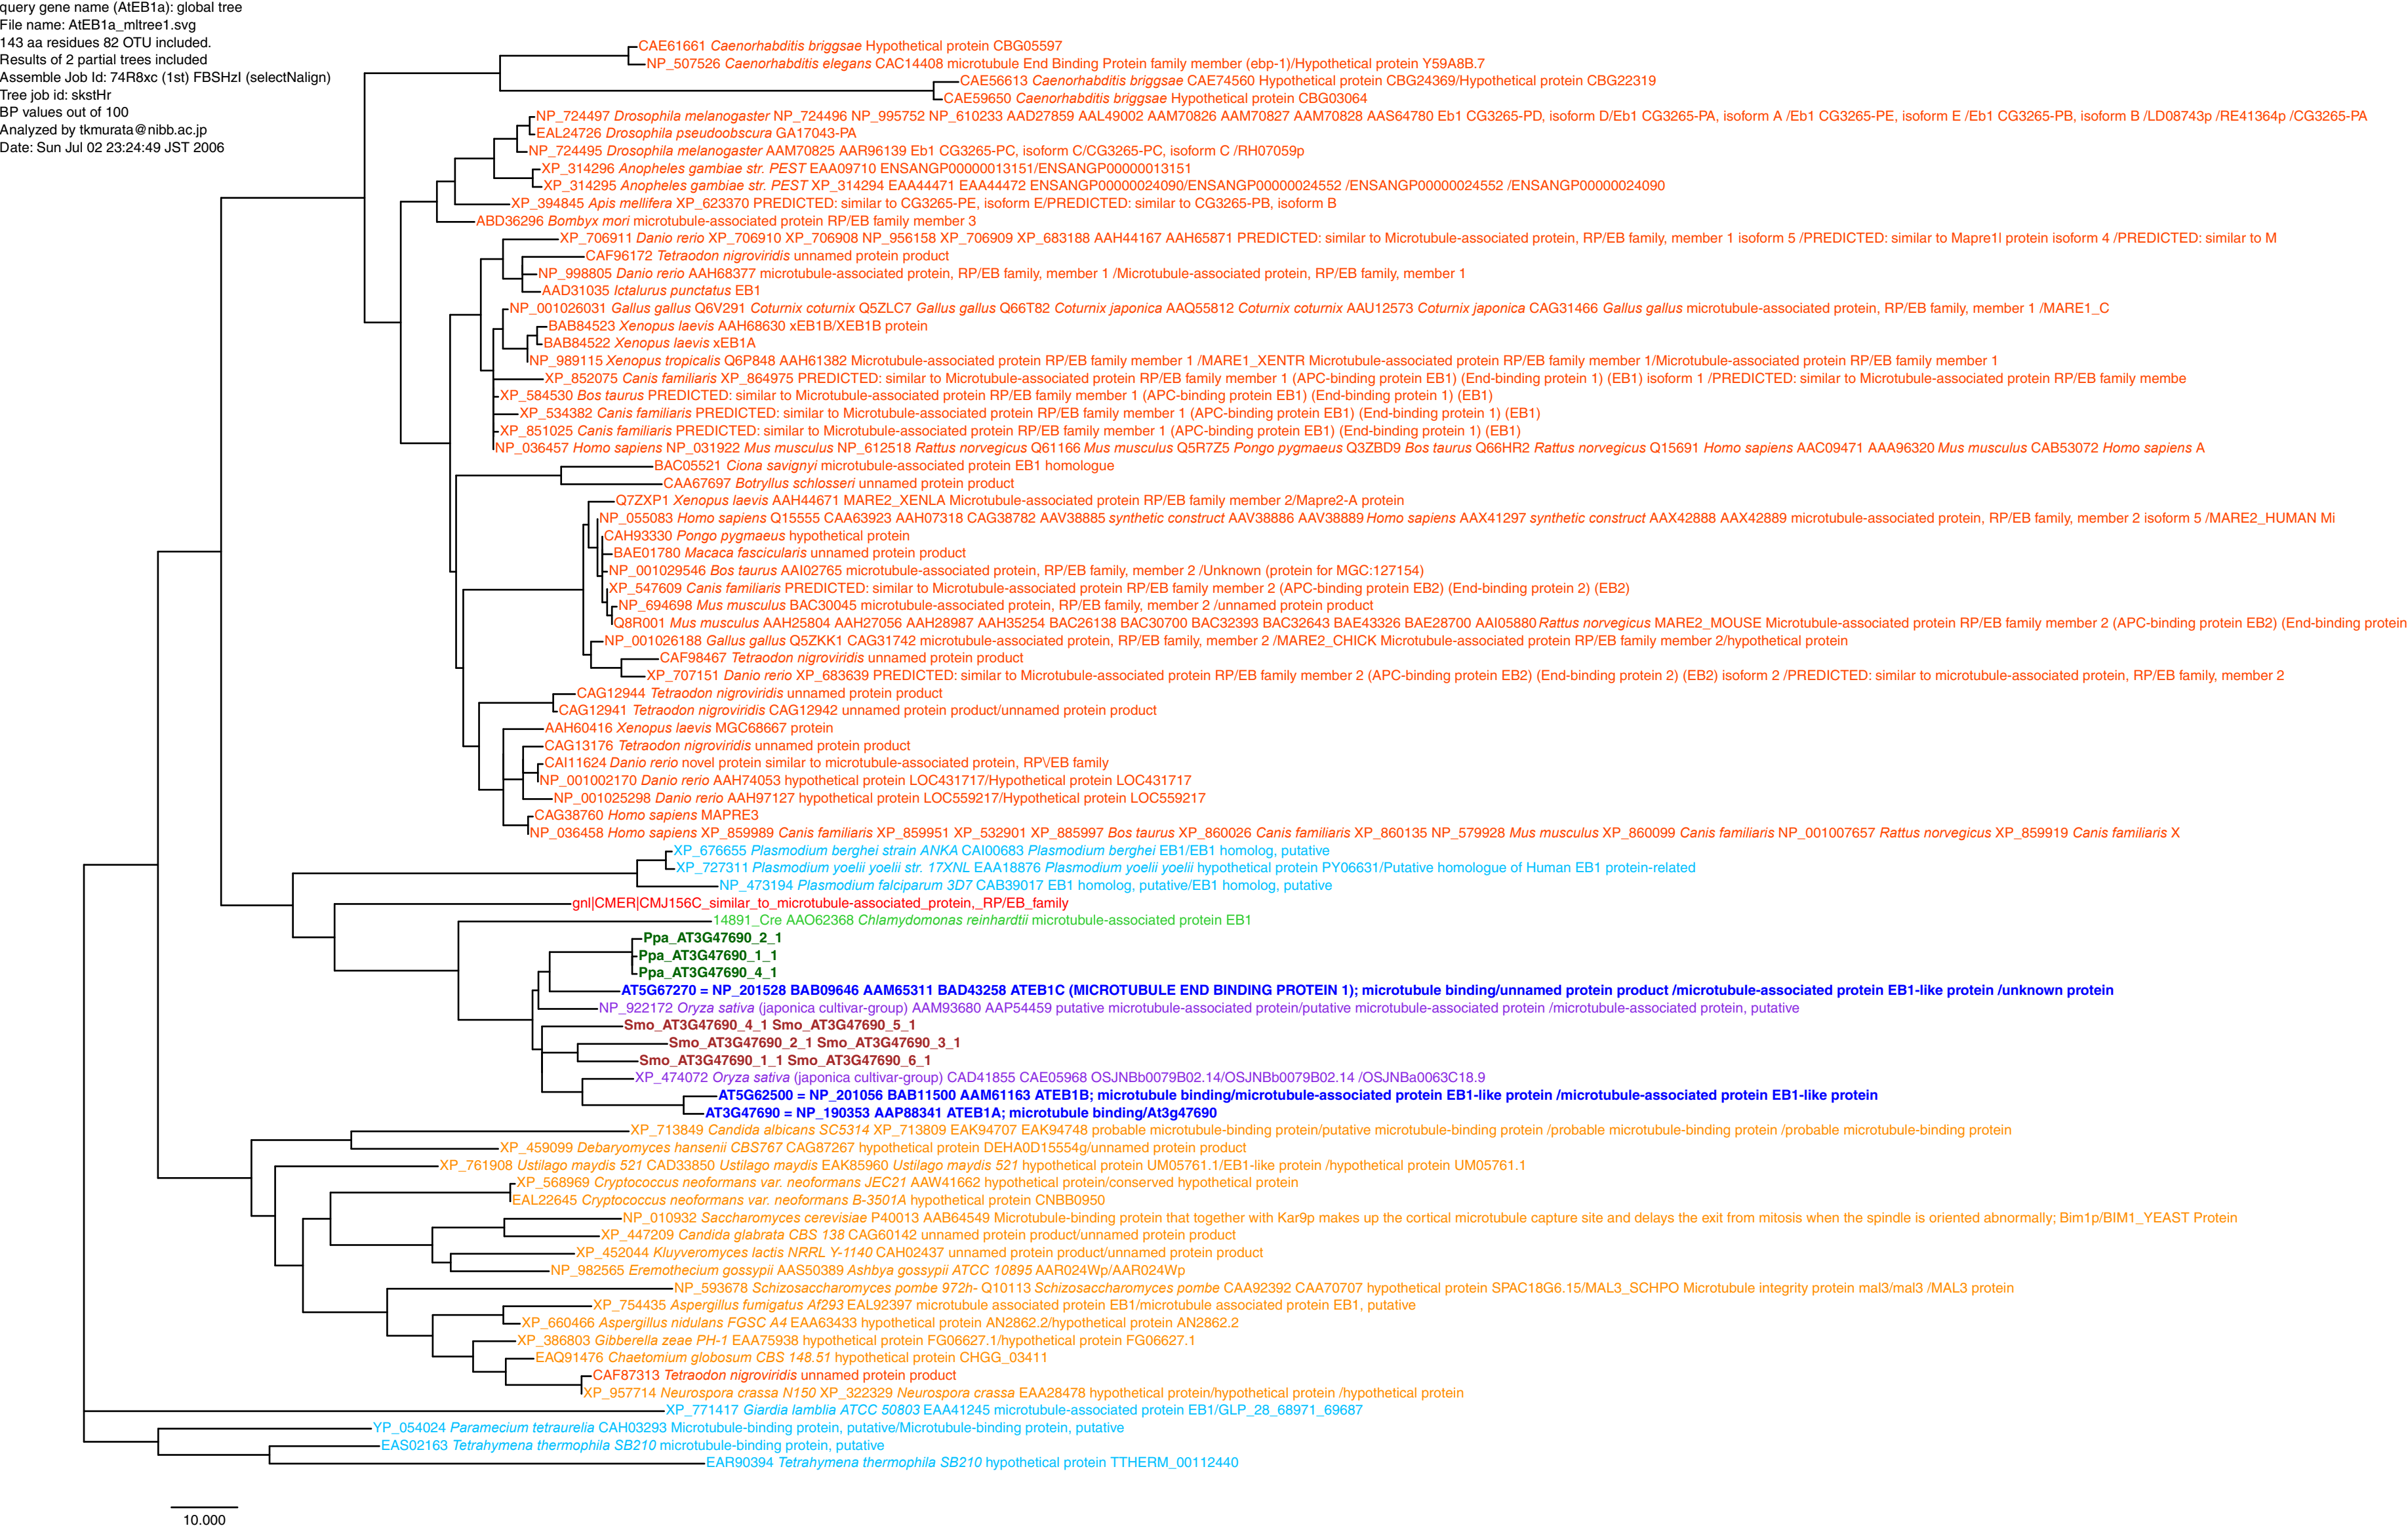 query gene name (AtEB1a): global tree
File name: AtEB1a_mltree1.svg
143 aa residues 82 OTU included.
Results of 2 partial trees included
Assemble Job Id: 74R8xc (1st) FBSHzI (selectNalign)
Tree job id: skstHr
BP values out of 100
Analyzed by tkmurata@nibb.ac.jp
Date: Sun Jul 02 23:24:49 JST 2006
CAE61661 Caenorhabditis briggsae Hypothetical protein CBG05597
NP_507526 Caenorhabditis elegans CAC14408 microtubule End Binding Protein family member (ebp-1)/Hypothetical protein Y59A8B.7
CAE56613 Caenorhabditis briggsae CAE74560 Hypothetical protein CBG24369/Hypothetical protein CBG22319
CAE59650 Caenorhabditis briggsae Hypothetical protein CBG03064
NP_724497 Drosophila melanogaster NP_724496 NP_995752 NP_610233 AAD27859 AAL49002 AAM70826 AAM70827 AAM70828 AAS64780 Eb1 CG3265-PD, isoform D/Eb1 CG3265-PA, isoform A /Eb1 CG3265-PE, isoform E /Eb1 CG3265-PB, isoform B /LD08743p /RE41364p /CG3265-PA
EAL24726 Drosophila pseudoobscura GA17043-PA
NP_724495 Drosophila melanogaster AAM70825 AAR96139 Eb1 CG3265-PC, isoform C/CG3265-PC, isoform C /RH07059p
XP_314296 Anopheles gambiae str. PEST EAA09710 ENSANGP00000013151/ENSANGP00000013151
XP_314295 Anopheles gambiae str. PEST XP_314294 EAA44471 EAA44472 ENSANGP00000024090/ENSANGP00000024552 /ENSANGP00000024552 /ENSANGP00000024090
XP_394845 Apis mellifera XP_623370 PREDICTED: similar to CG3265-PE, isoform E/PREDICTED: similar to CG3265-PB, isoform B
ABD36296 Bombyx mori microtubule-associated protein RP/EB family member 3
XP_706911 Danio rerio XP_706910 XP_706908 NP_956158 XP_706909 XP_683188 AAH44167 AAH65871 PREDICTED: similar to Microtubule-associated protein, RP/EB family, member 1 isoform 5 /PREDICTED: similar to Mapre1l protein isoform 4 /PREDICTED: similar to M
CAF96172 Tetraodon nigroviridis unnamed protein product
NP_998805 Danio rerio AAH68377 microtubule-associated protein, RP/EB family, member 1 /Microtubule-associated protein, RP/EB family, member 1
AAD31035 Ictalurus punctatus EB1
NP_001026031 Gallus gallus Q6V291 Coturnix coturnix Q5ZLC7 Gallus gallus Q66T82 Coturnix japonica AAQ55812 Coturnix coturnix AAU12573 Coturnix japonica CAG31466 Gallus gallus microtubule-associated protein, RP/EB family, member 1 /MARE1_C
BAB84523 Xenopus laevis AAH68630 xEB1B/XEB1B protein
BAB84522 Xenopus laevis xEB1A
NP_989115 Xenopus tropicalis Q6P848 AAH61382 Microtubule-associated protein RP/EB family member 1 /MARE1_XENTR Microtubule-associated protein RP/EB family member 1/Microtubule-associated protein RP/EB family member 1
XP_852075 Canis familiaris XP_864975 PREDICTED: similar to Microtubule-associated protein RP/EB family member 1 (APC-binding protein EB1) (End-binding protein 1) (EB1) isoform 1 /PREDICTED: similar to Microtubule-associated protein RP/EB family membe
XP_584530 Bos taurus PREDICTED: similar to Microtubule-associated protein RP/EB family member 1 (APC-binding protein EB1) (End-binding protein 1) (EB1)
XP_534382 Canis familiaris PREDICTED: similar to Microtubule-associated protein RP/EB family member 1 (APC-binding protein EB1) (End-binding protein 1) (EB1)
XP_851025 Canis familiaris PREDICTED: similar to Microtubule-associated protein RP/EB family member 1 (APC-binding protein EB1) (End-binding protein 1) (EB1)
NP_036457 Homo sapiens NP_031922 Mus musculus NP_612518 Rattus norvegicus Q61166 Mus musculus Q5R7Z5 Pongo pygmaeus Q3ZBD9 Bos taurus Q66HR2 Rattus norvegicus Q15691 Homo sapiens AAC09471 AAA96320 Mus musculus CAB53072 Homo sapiens A
BAC05521 Ciona savignyi microtubule-associated protein EB1 homologue
CAA67697 Botryllus schlosseri unnamed protein product
Q7ZXP1 Xenopus laevis AAH44671 MARE2_XENLA Microtubule-associated protein RP/EB family member 2/Mapre2-A protein
NP_055083 Homo sapiens Q15555 CAA63923 AAH07318 CAG38782 AAV38885 synthetic construct AAV38886 AAV38889 Homo sapiens AAX41297 synthetic construct AAX42888 AAX42889 microtubule-associated protein, RP/EB family, member 2 isoform 5 /MARE2_HUMAN Mi
CAH93330 Pongo pygmaeus hypothetical protein
BAE01780 Macaca fascicularis unnamed protein product
NP_001029546 Bos taurus AAI02765 microtubule-associated protein, RP/EB family, member 2 /Unknown (protein for MGC:127154)
XP_547609 Canis familiaris PREDICTED: similar to Microtubule-associated protein RP/EB family member 2 (APC-binding protein EB2) (End-binding protein 2) (EB2)
NP_694698 Mus musculus BAC30045 microtubule-associated protein, RP/EB family, member 2 /unnamed protein product
Q8R001 Mus musculus AAH25804 AAH27056 AAH28987 AAH35254 BAC26138 BAC30700 BAC32393 BAC32643 BAE43326 BAE28700 AAI05880 Rattus norvegicus MARE2_MOUSE Microtubule-associated protein RP/EB family member 2 (APC-binding protein EB2) (End-binding protein
NP_001026188 Gallus gallus Q5ZKK1 CAG31742 microtubule-associated protein, RP/EB family, member 2 /MARE2_CHICK Microtubule-associated protein RP/EB family member 2/hypothetical protein
CAF98467 Tetraodon nigroviridis unnamed protein product
XP_707151 Danio rerio XP_683639 PREDICTED: similar to Microtubule-associated protein RP/EB family member 2 (APC-binding protein EB2) (End-binding protein 2) (EB2) isoform 2 /PREDICTED: similar to microtubule-associated protein, RP/EB family, member 2
CAG12944 Tetraodon nigroviridis unnamed protein product
CAG12941 Tetraodon nigroviridis CAG12942 unnamed protein product/unnamed protein product
AAH60416 Xenopus laevis MGC68667 protein
CAG13176 Tetraodon nigroviridis unnamed protein product
CAI11624 Danio rerio novel protein similar to microtubule-associated protein, RP\/EB family
NP_001002170 Danio rerio AAH74053 hypothetical protein LOC431717/Hypothetical protein LOC431717
NP_001025298 Danio rerio AAH97127 hypothetical protein LOC559217/Hypothetical protein LOC559217
CAG38760 Homo sapiens MAPRE3
NP_036458 Homo sapiens XP_859989 Canis familiaris XP_859951 XP_532901 XP_885997 Bos taurus XP_860026 Canis familiaris XP_860135 NP_579928 Mus musculus XP_860099 Canis familiaris NP_001007657 Rattus norvegicus XP_859919 Canis familiaris X
XP_676655 Plasmodium berghei strain ANKA CAI00683 Plasmodium berghei EB1/EB1 homolog, putative
XP_727311 Plasmodium yoelii yoelii str. 17XNL EAA18876 Plasmodium yoelii yoelii hypothetical protein PY06631/Putative homologue of Human EB1 protein-related
NP_473194 Plasmodium falciparum 3D7 CAB39017 EB1 homolog, putative/EB1 homolog, putative
gnl|CMER|CMJ156C_similar_to_microtubule-associated_protein,_RP/EB_family
14891_Cre AAO62368 Chlamydomonas reinhardtii microtubule-associated protein EB1
Ppa_AT3G47690_2_1
Ppa_AT3G47690_1_1
Ppa_AT3G47690_4_1
AT5G67270 = NP_201528 BAB09646 AAM65311 BAD43258 ATEB1C (MICROTUBULE END BINDING PROTEIN 1); microtubule binding/unnamed protein product /microtubule-associated protein EB1-like protein /unknown protein
NP_922172 Oryza sativa (japonica cultivar-group) AAM93680 AAP54459 putative microtubule-associated protein/putative microtubule-associated protein /microtubule-associated protein, putative
Smo_AT3G47690_4_1 Smo_AT3G47690_5_1
Smo_AT3G47690_2_1 Smo_AT3G47690_3_1
Smo_AT3G47690_1_1 Smo_AT3G47690_6_1
XP_474072 Oryza sativa (japonica cultivar-group) CAD41855 CAE05968 OSJNBb0079B02.14/OSJNBb0079B02.14 /OSJNBa0063C18.9
AT5G62500 = NP_201056 BAB11500 AAM61163 ATEB1B; microtubule binding/microtubule-associated protein EB1-like protein /microtubule-associated protein EB1-like protein
AT3G47690 = NP_190353 AAP88341 ATEB1A; microtubule binding/At3g47690
XP_713849 Candida albicans SC5314 XP_713809 EAK94707 EAK94748 probable microtubule-binding protein/putative microtubule-binding protein /probable microtubule-binding protein /probable microtubule-binding protein
XP_459099 Debaryomyces hansenii CBS767 CAG87267 hypothetical protein DEHA0D15554g/unnamed protein product
XP_761908 Ustilago maydis 521 CAD33850 Ustilago maydis EAK85960 Ustilago maydis 521 hypothetical protein UM05761.1/EB1-like protein /hypothetical protein UM05761.1
XP_568969 Cryptococcus neoformans var. neoformans JEC21 AAW41662 hypothetical protein/conserved hypothetical protein
EAL22645 Cryptococcus neoformans var. neoformans B-3501A hypothetical protein CNBB0950
NP_010932 Saccharomyces cerevisiae P40013 AAB64549 Microtubule-binding protein that together with Kar9p makes up the cortical microtubule capture site and delays the exit from mitosis when the spindle is oriented abnormally; Bim1p/BIM1_YEAST Protein
XP_447209 Candida glabrata CBS 138 CAG60142 unnamed protein product/unnamed protein product
XP_452044 Kluyveromyces lactis NRRL Y-1140 CAH02437 unnamed protein product/unnamed protein product
NP_982565 Eremothecium gossypii AAS50389 Ashbya gossypii ATCC 10895 AAR024Wp/AAR024Wp
NP_593678 Schizosaccharomyces pombe 972h- Q10113 Schizosaccharomyces pombe CAA92392 CAA70707 hypothetical protein SPAC18G6.15/MAL3_SCHPO Microtubule integrity protein mal3/mal3 /MAL3 protein
XP_754435 Aspergillus fumigatus Af293 EAL92397 microtubule associated protein EB1/microtubule associated protein EB1, putative
XP_660466 Aspergillus nidulans FGSC A4 EAA63433 hypothetical protein AN2862.2/hypothetical protein AN2862.2
XP_386803 Gibberella zeae PH-1 EAA75938 hypothetical protein FG06627.1/hypothetical protein FG06627.1
EAQ91476 Chaetomium globosum CBS 148.51 hypothetical protein CHGG_03411
CAF87313 Tetraodon nigroviridis unnamed protein product
XP_957714 Neurospora crassa N150 XP_322329 Neurospora crassa EAA28478 hypothetical protein/hypothetical protein /hypothetical protein
XP_771417 Giardia lamblia ATCC 50803 EAA41245 microtubule-associated protein EB1/GLP_28_68971_69687
YP_054024 Paramecium tetraurelia CAH03293 Microtubule-binding protein, putative/Microtubule-binding protein, putative
EAS02163 Tetrahymena thermophila SB210 microtubule-binding protein, putative
EAR90394 Tetrahymena thermophila SB210 hypothetical protein TTHERM_00112440
10.000